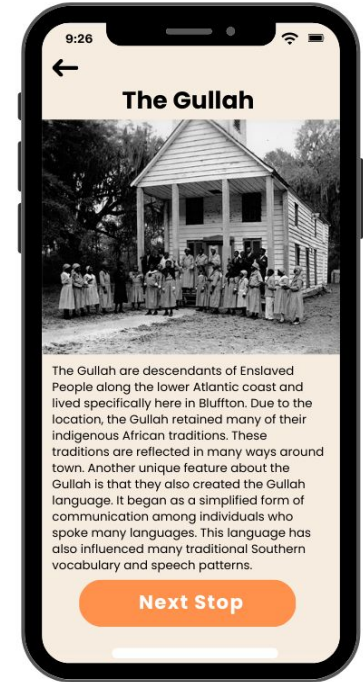 9:26
The Gullah
The Gullah are descendants of Enslaved
People along the lower Atlantic coast and
lived specifically here in Bluffton. Due to the
location, the Gullah retained many of their
indigenous African traditions. These
traditions are reflected in many ways around
town. Another unique feature about the
Gullah is that they also created the Gullah
language. It began as a simplified form of
communication among individuals who
spoke many languages. This language has
also influenced many traditional Southern
vocabulary and speech patterns.
Next Stop